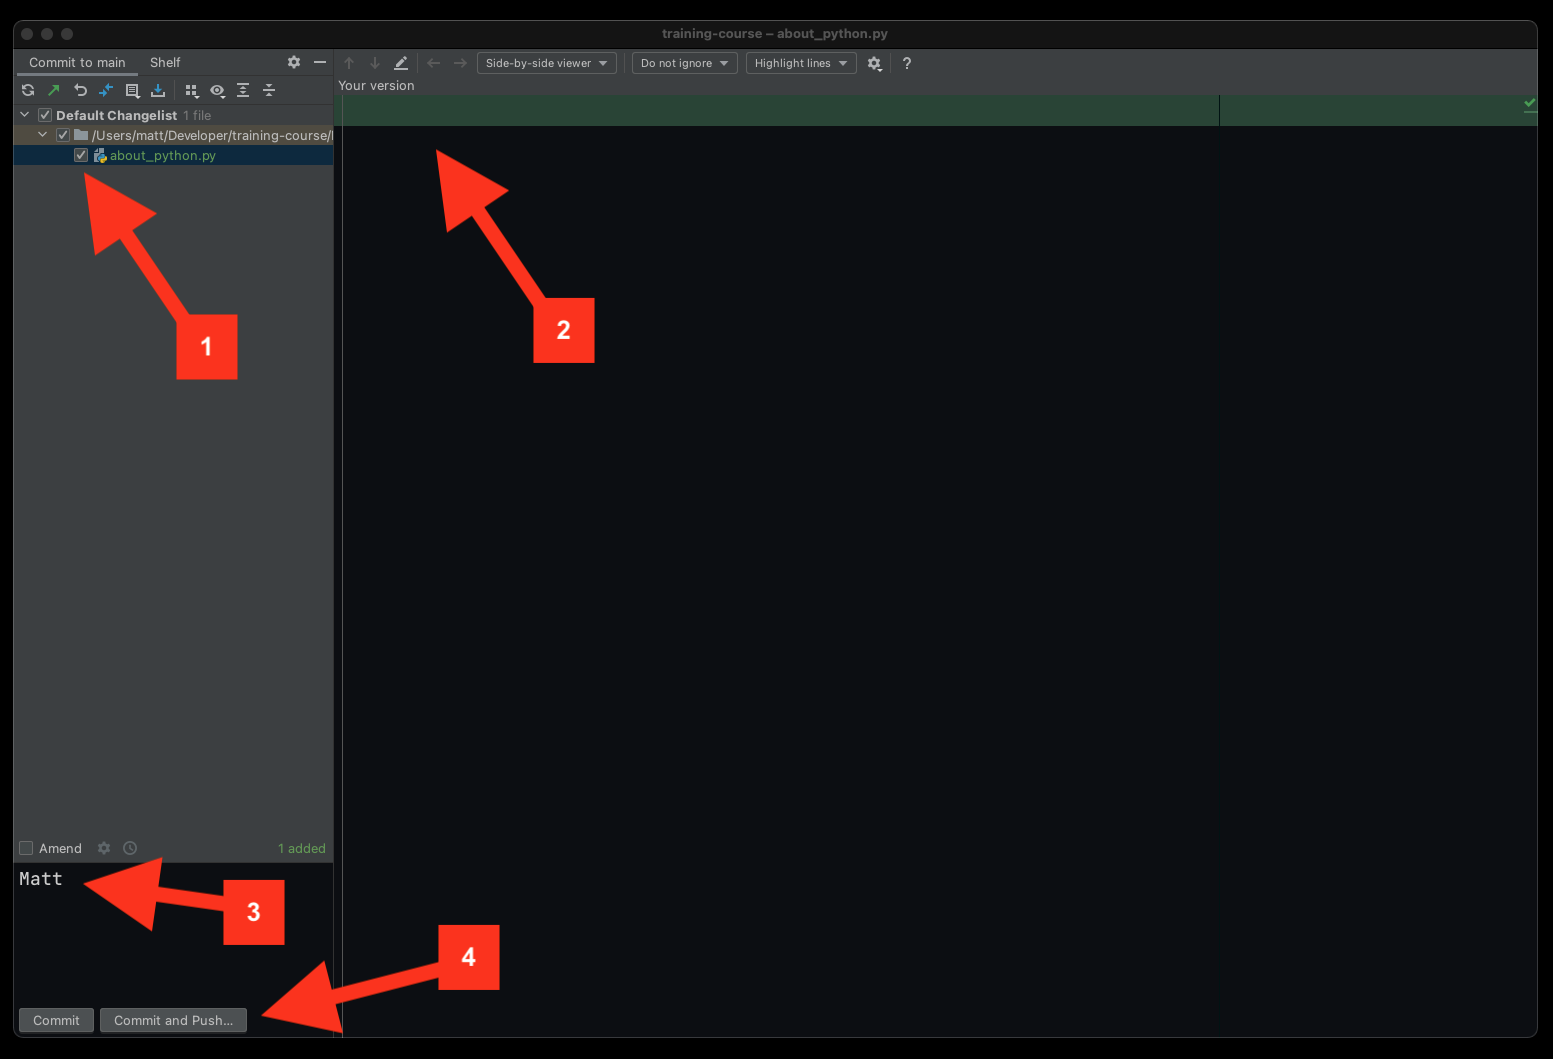 training-course – about_python.py
Commit to main Shelf
Side-by-side viewer Do not ignore Highlight lines ?
Your version
Default Changelist 1 file
/Users/matt/Developer/training-course/
about_python.py
1
2
Amend 1 added
Matt
3
4
Commit Commit and Push...